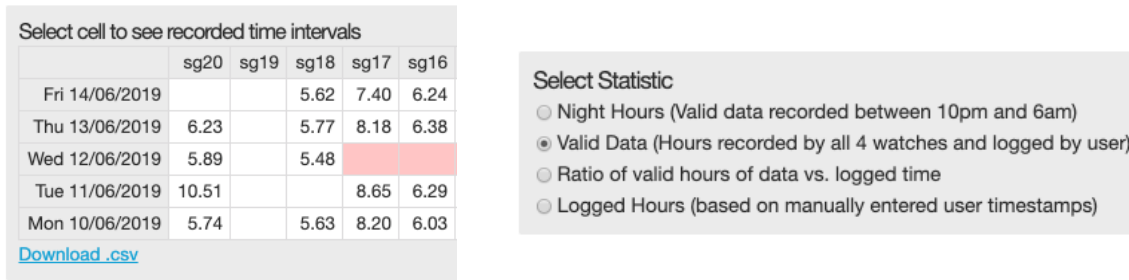 Select cell to see recorded time intervals
sg20 sg19 sg18 sg17 sg16
Fri 14/06/2019 5.62 7.40 6.24
Thu 13/06/2019 6.23 5.77 8.18 6.38
Wed 12/06/2019 5.89 5.48
Tue 11/06/2019 10.51 8.65 6.29
Mon 10/06/2019 5.74 5.63 8.20 6.03
Download .csv
Select Statistic
Night Hours (Valid data recorded between 10pm and 6am)
Valid Data (Hours recorded by all 4 watches and logged by user)
Ratio of valid hours of data vs. logged time
Logged Hours (based on manually entered user timestamps)